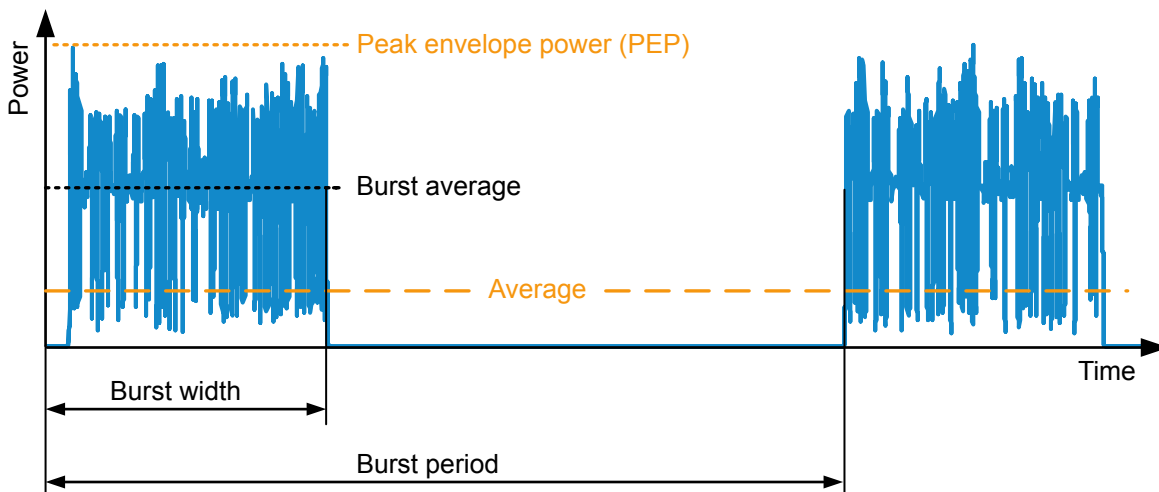 Peak envelope power (PEP)
Power
Burst average
Average
Time
Burst width
Burst period